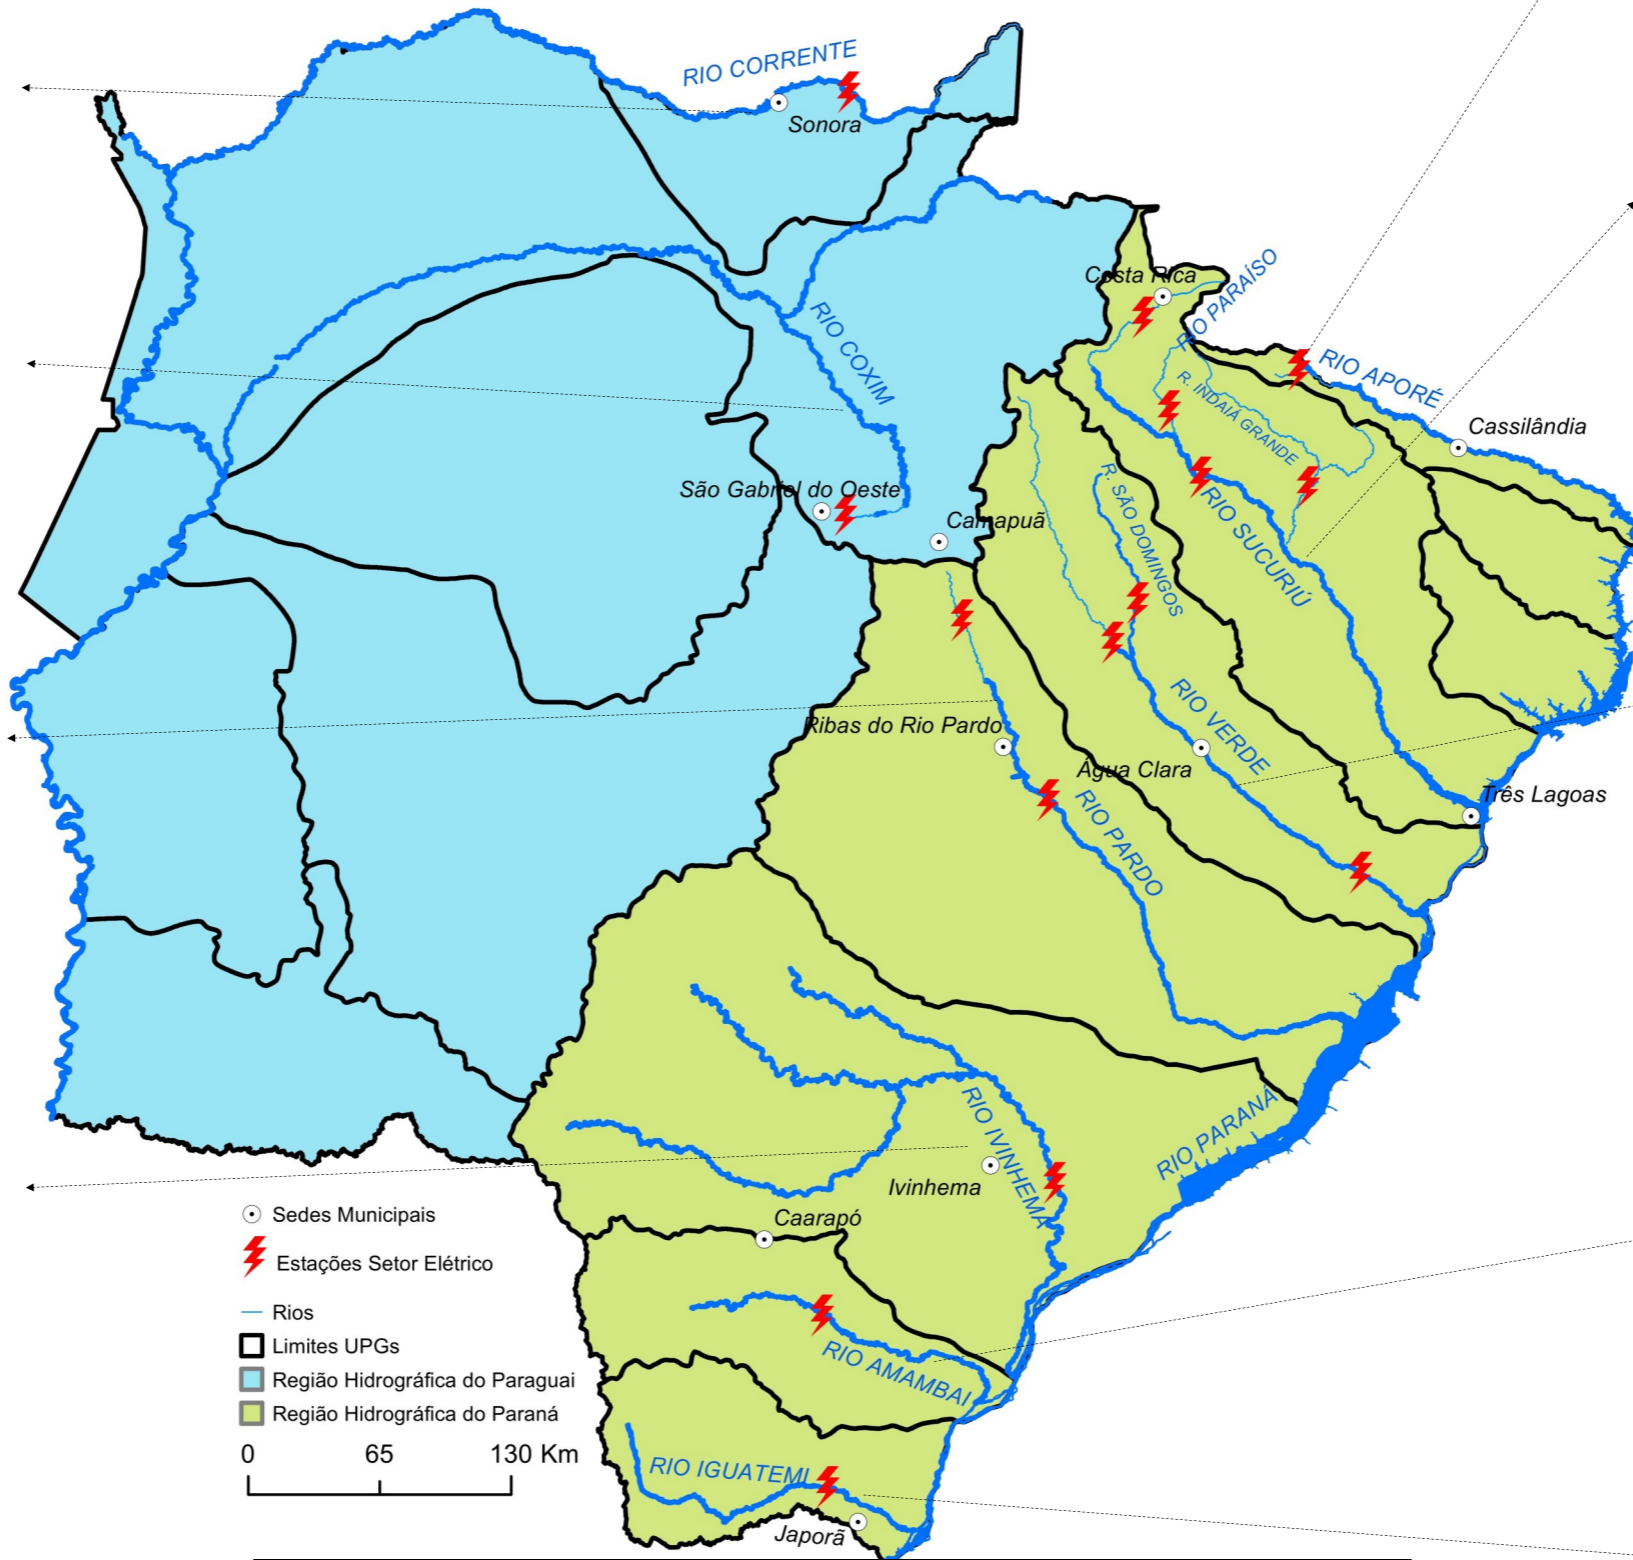 RIO CORRENTE
Sonora
Costa Rica
RIO PARAÍSO
RIO COXIM
RIO APORÉ
R. INDAIÁ GRANDE
Cassilândia
São Gabriel do Oeste
Camapuã
R. SÃO DOMINGOS
RIO SUCURIÚ
Ribas do Rio Pardo
RIO VERDE
Água Clara
Três Lagoas
RIO PARDO
RIO IVINHEMA
RIO PARANÁ
Ivinhema
Caarapó
RIO AMAMBAI
RIO IGUATEMI
Japorã
Sedes Municipais
Estações Setor Elétrico
Rios
Limites UPGs
Região Hidrográfica do Paraguai
Região Hidrográfica do Paraná
0 65 130 Km